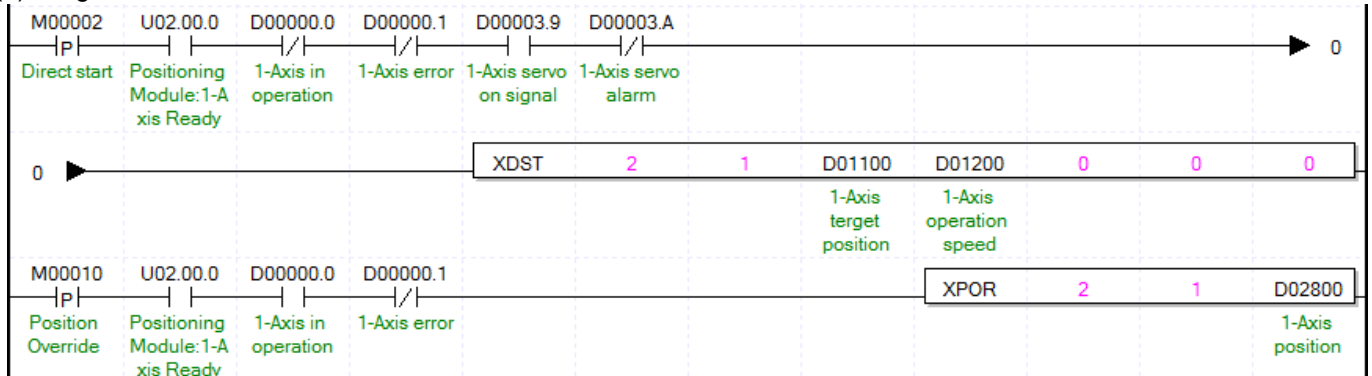 M00002 U02.00.0 D00000.0 D00000.1 D00003.9 D00003.A
P
0
Direct start Positioning 1-Axis in 1-Axis error 1-Axis servo 1-Axis servo
Module:1-A operation on signal alarm
xis Ready
0 XDST 2 1 D01100 D01200 0 0 0
1-Axis 1-Axis
terget operation
position speed
M00010 U02.00.0 D00000.0 D00000.1
P
XPOR 2 1 D02800
Position Positioning 1-Axis in 1-Axis error 1-Axis
Override Module:1-A operation position
xis Ready